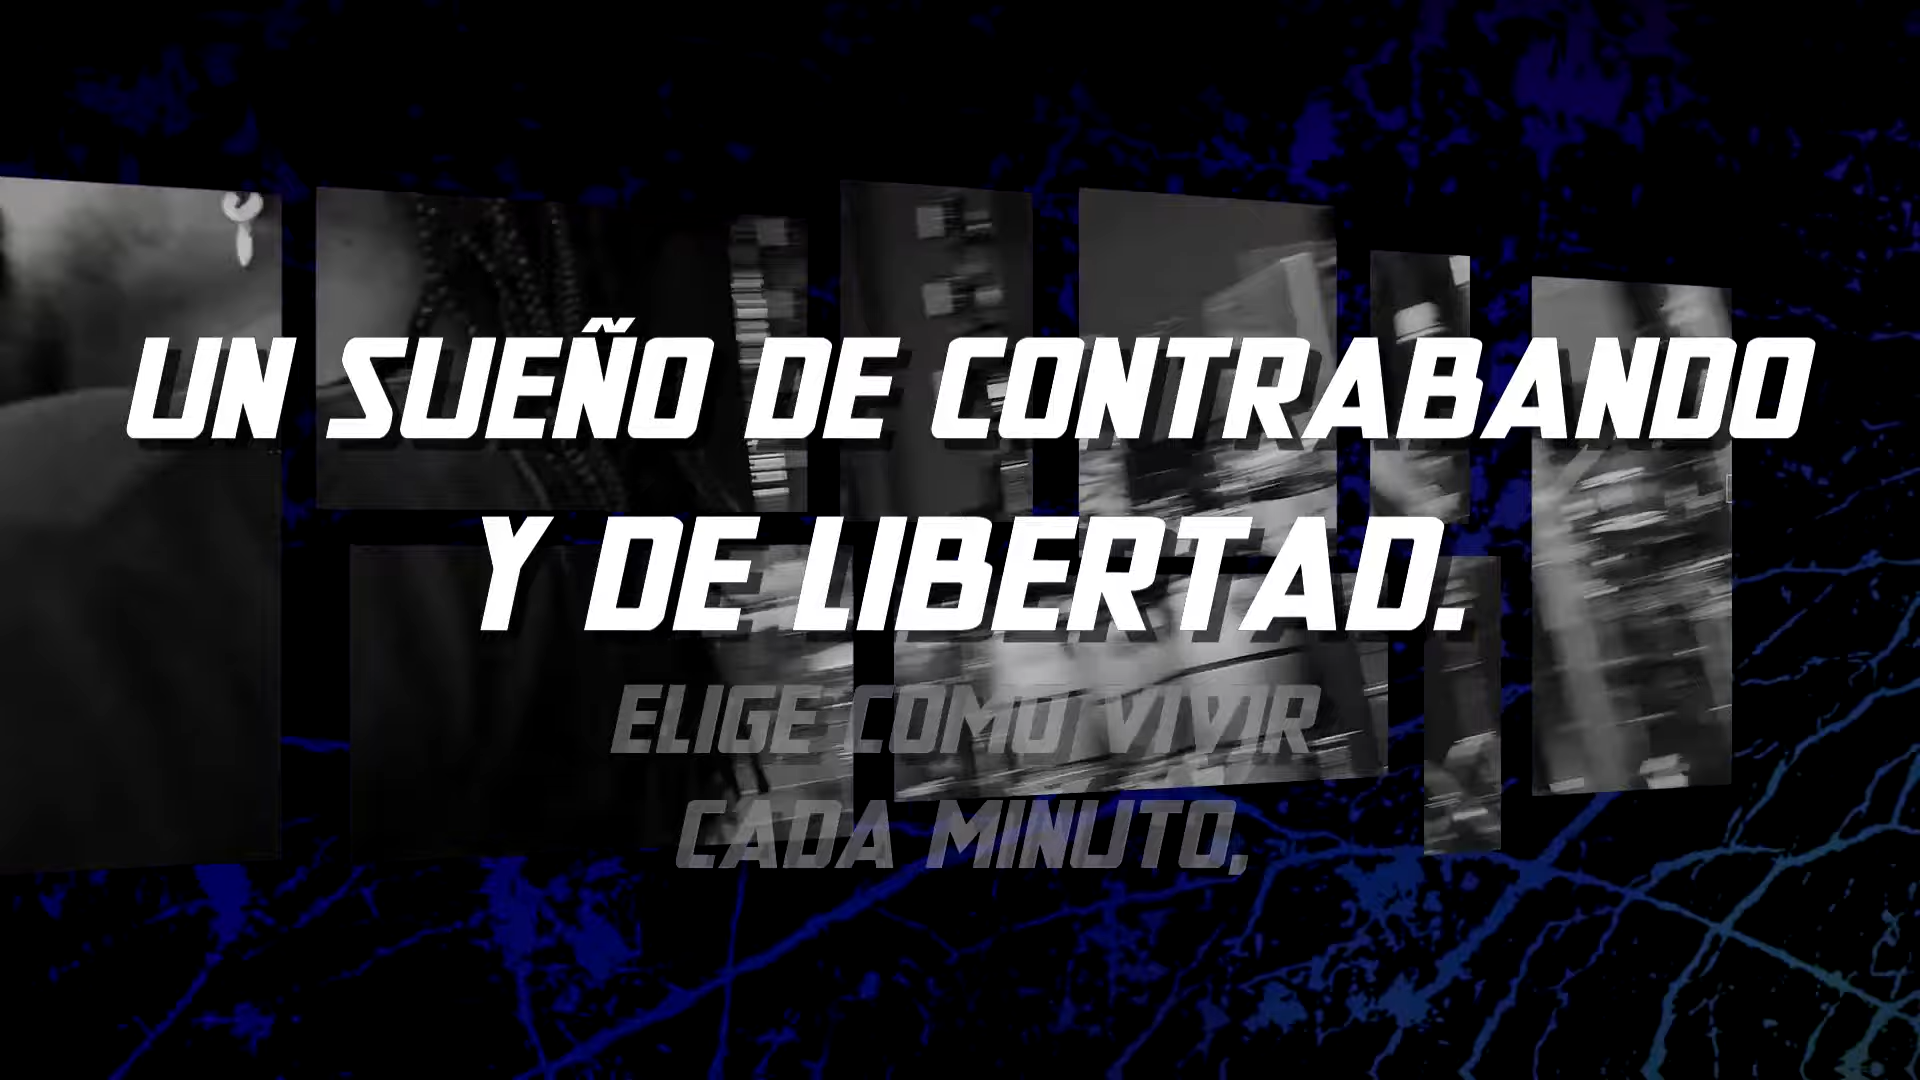 UN SUEÑO DE CONTRABANDO
Y DE LIBERTAD.
ELIGE COMO VIVIR
CADA MINUTO,